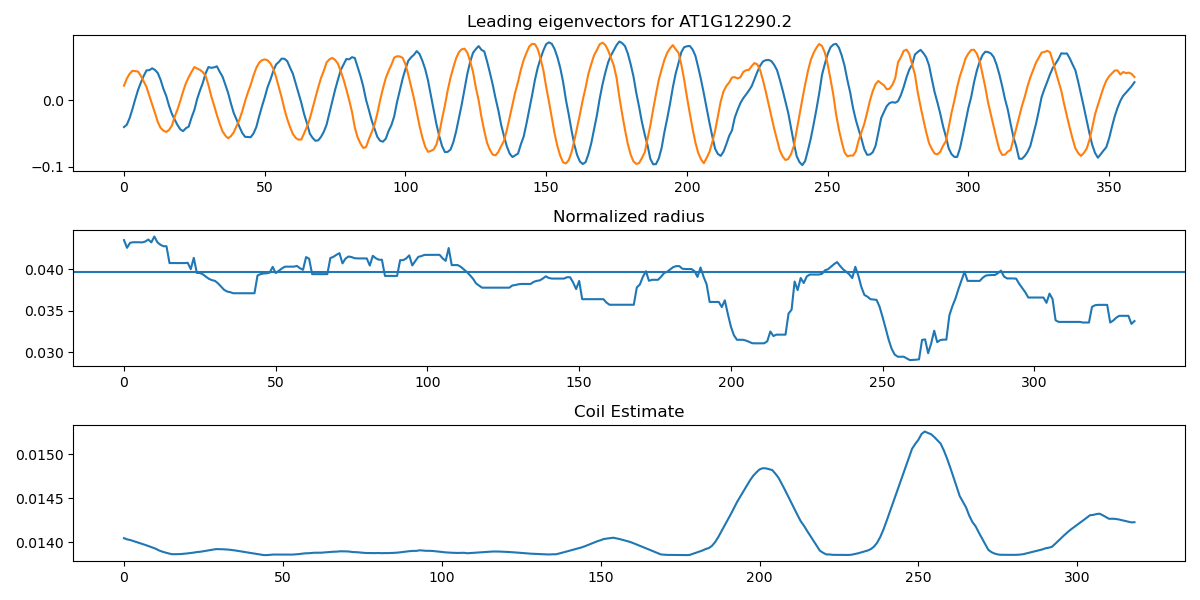 Leading eigenvectors for AT1G12290.2
0.0
−0.1
0 50 100 150 200 250 300 350
Normalized radius
0.040
0.035
0.030
0 50 100 150 200 250 300
Coil Estimate
0.0150
0.0145
0.0140
0 50 100 150 200 250 300